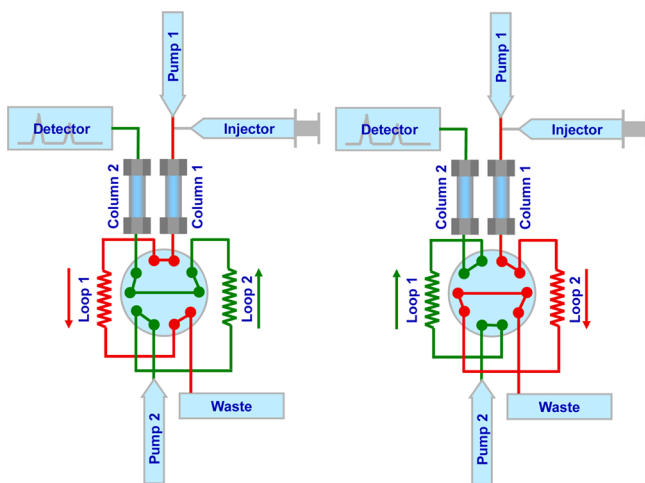 Pump 1
Detector
Injector
Column 2
Column 1
Loop 1
Loop 2
Pump 2
Waste
Pump 1
Detector
Injector
Column 2
Column 1
Loop 1
Loop 2
Pump 2
Waste